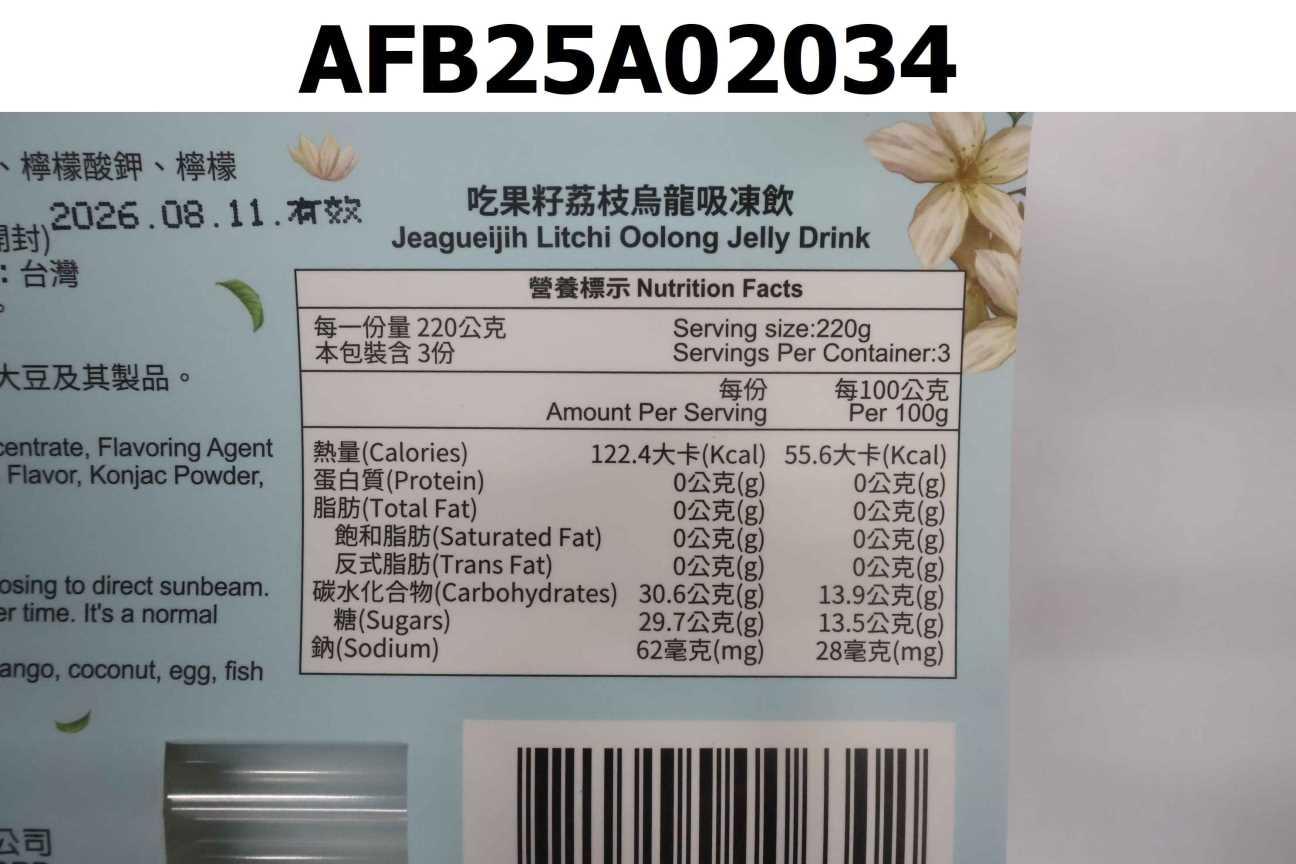 AFB25A02034
、檸檬酸鉀、檸檬
2026.08.11.有效
開封)
：台灣
。
大豆及其製品。
centrate, Flavoring Agent
Flavor, Konjac Powder,
osing to direct sunbeam.
er time. It's a normal
ango, coconut, egg, fish
公司
吃果籽荔枝烏龍吸凍飲
Jeagueijih Litchi Oolong Jelly Drink
營養標示 Nutrition Facts
每一份量 220公克 Serving size:220g
本包裝含 3份 Servings Per Container:3
每份 每100公克
Amount Per Serving Per 100g
熱量(Calories) 122.4大卡(Kcal) 55.6大卡(Kcal)
蛋白質(Protein) 0公克(g) 0公克(g)
脂肪(Total Fat) 0公克(g) 0公克(g)
飽和脂肪(Saturated Fat) 0公克(g) 0公克(g)
反式脂肪(Trans Fat) 0公克(g) 0公克(g)
碳水化合物(Carbohydrates) 30.6公克(g) 13.9公克(g)
糖(Sugars) 29.7公克(g) 13.5公克(g)
鈉(Sodium) 62毫克(mg) 28毫克(mg)